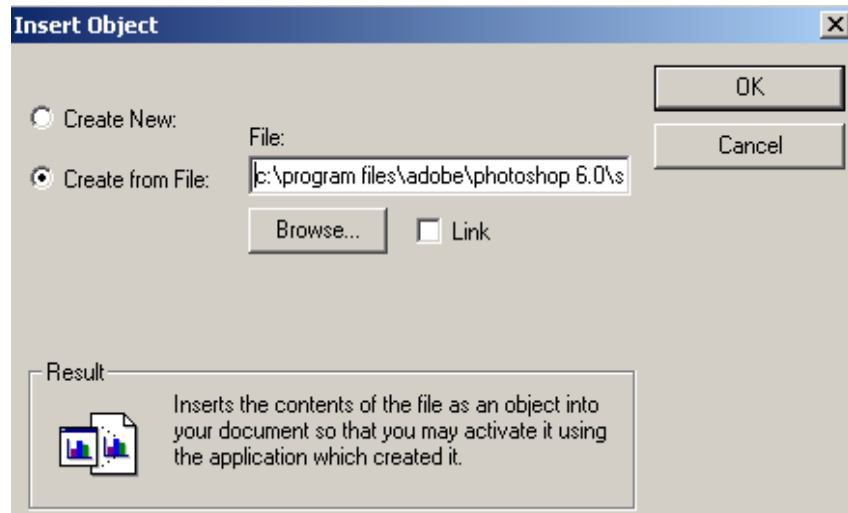 Insert Object
OK
Create New:
File:
Cancel
Create from File:
c:\program files\adobe\photoshop 6.0\s
Browse...
Link
Result
Inserts the contents of the file as an object into
your document so that you may activate it using
the application which created it.